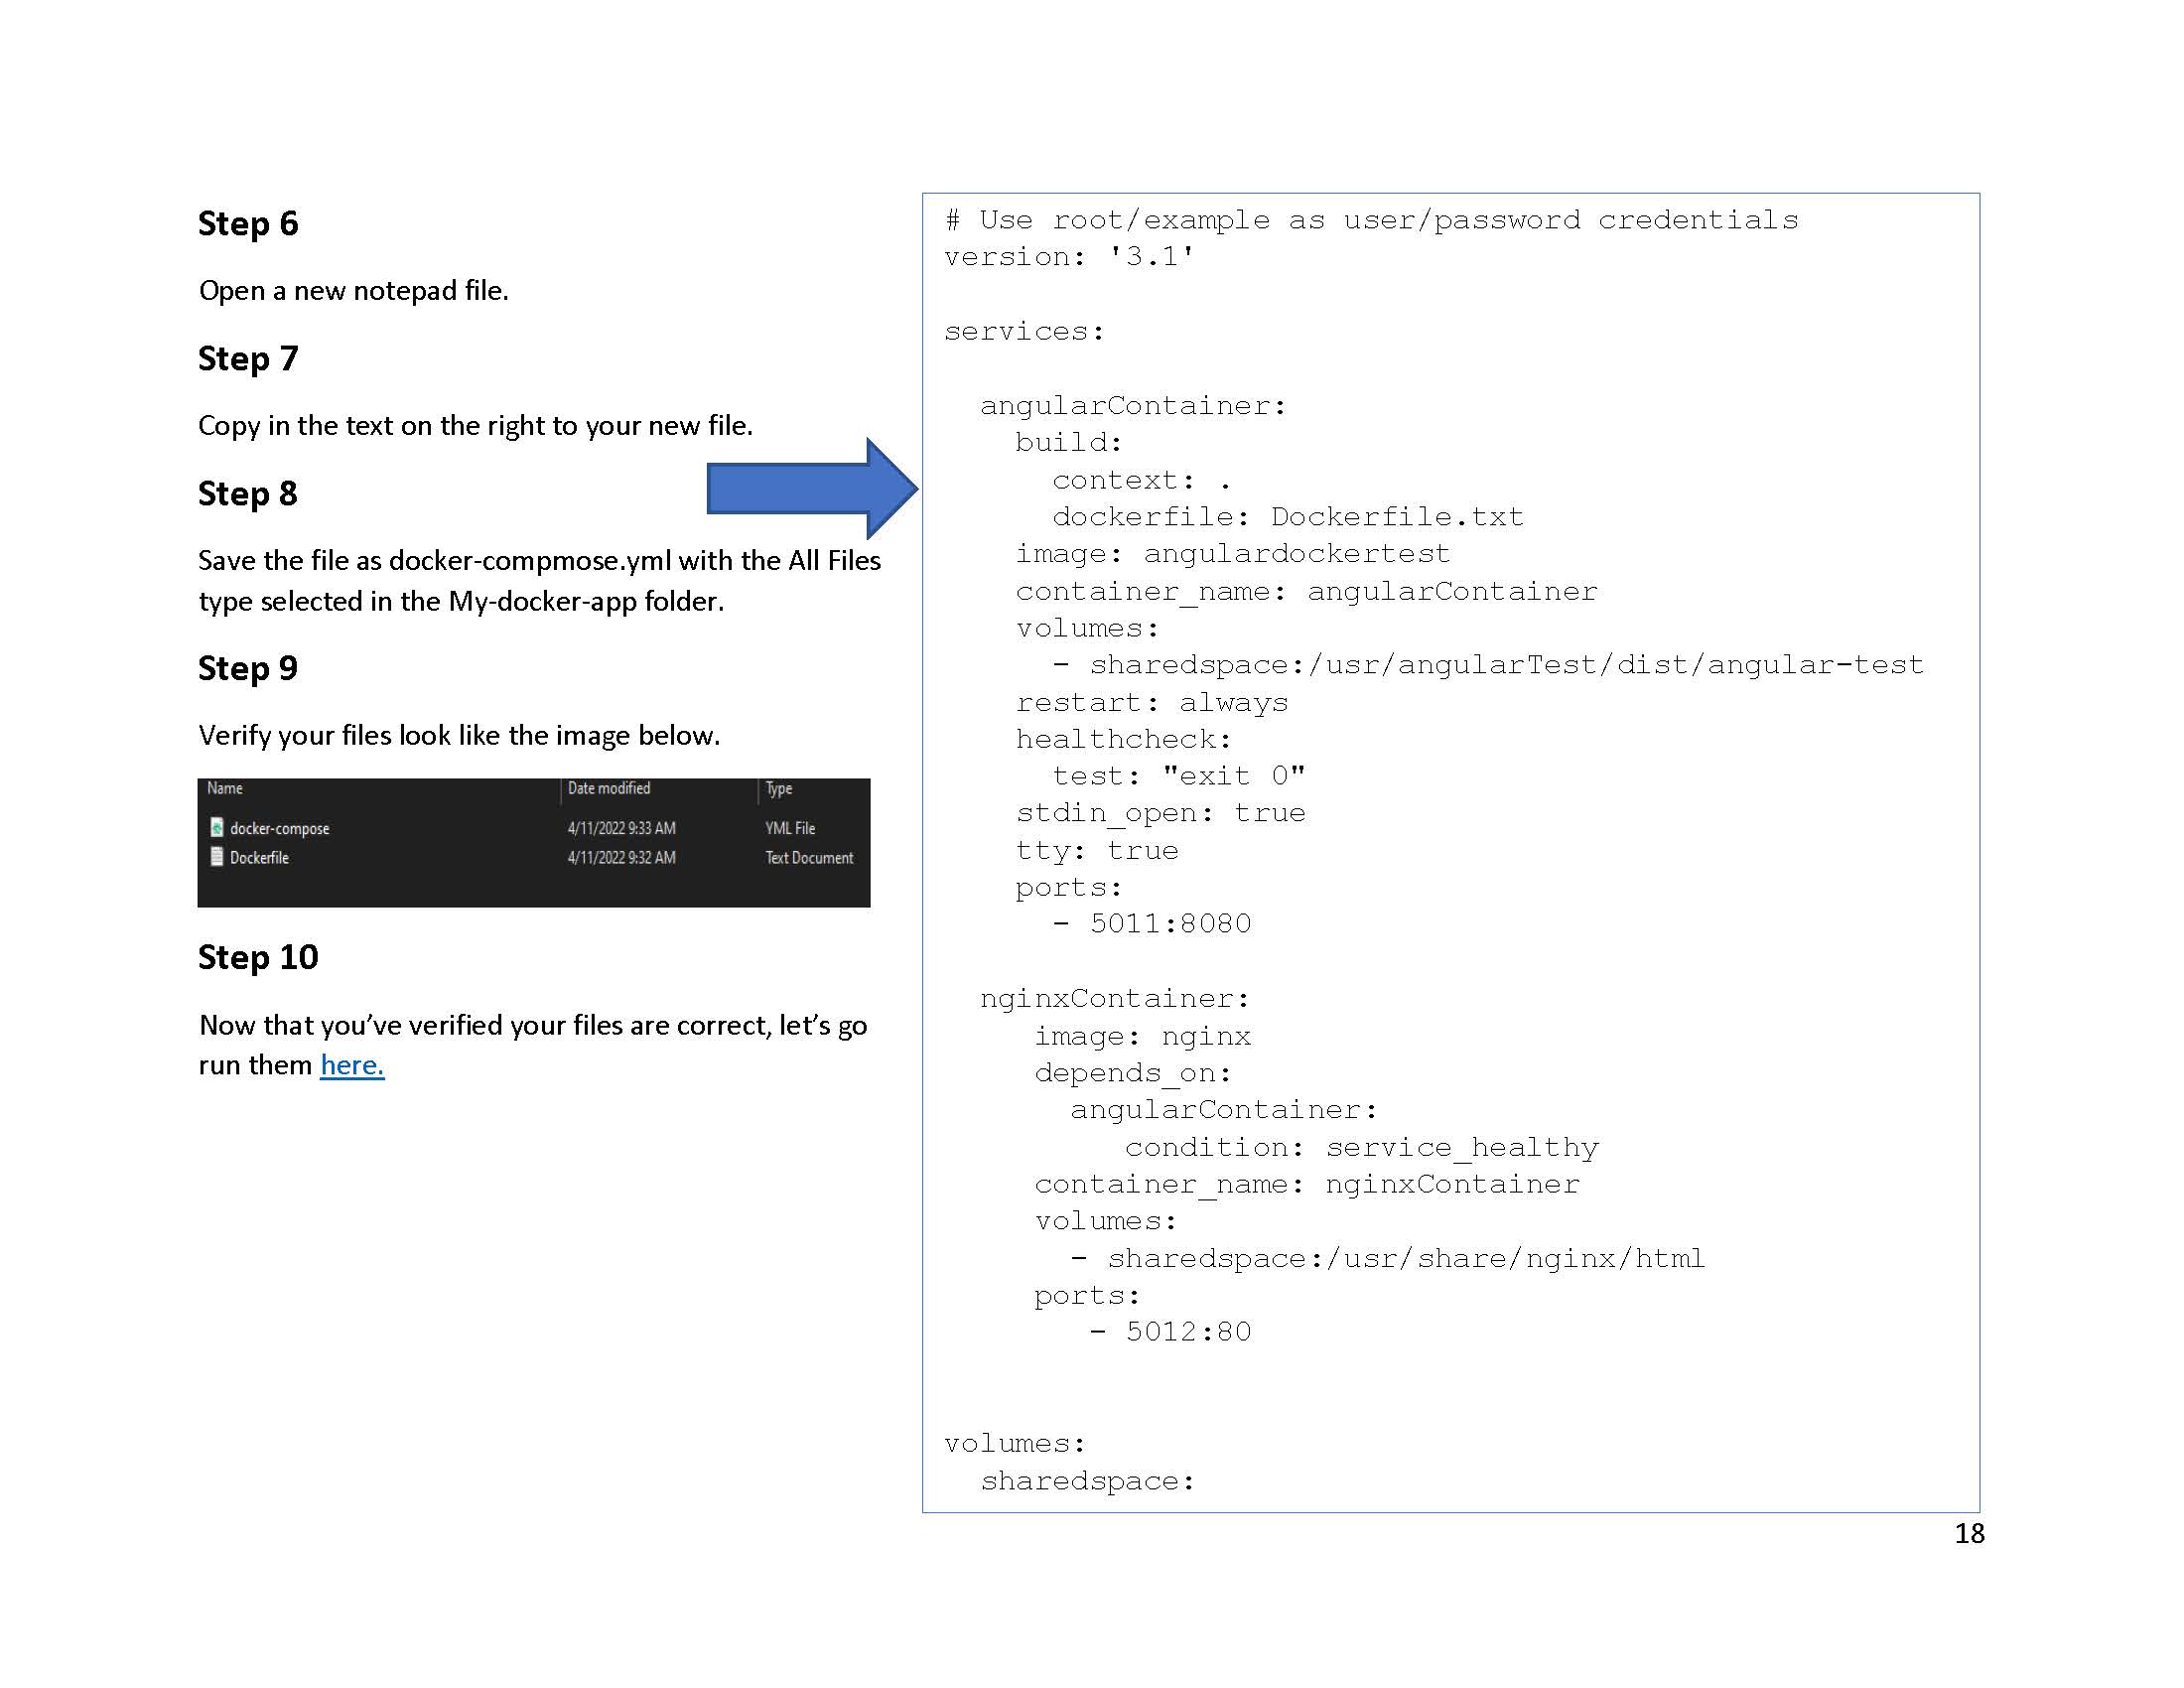 Step 6
Open a new notepad file.
Step 7
Copy in the text on the right to your new file.
Step 8
Save the file as docker-compmose.yml with the All Files
type selected in the My-docker-app folder.
Step 9
Verify your files look like the image below.
Name Date modified Type
docker-compose 4/11/2022 9:33 AM YML File
Dockerfile 4/11/2022 9:32 AM Text Document
Step 10
Now that you’ve verified your files are correct, let’s go
run them here.
# Use root/example as user/password credentials
version: '3.1'
services:
  angularContainer:
    build:
      context: .
      dockerfile: Dockerfile.txt
    image: angulardockertest
    container_name: angularContainer
    volumes:
      - sharedspace:/usr/angularTest/dist/angular-test
    restart: always
    healthcheck:
      test: "exit 0"
    stdin_open: true
    tty: true
    ports:
      - 5011:8080
  nginxContainer:
     image: nginx
     depends_on:
       angularContainer:
          condition: service_healthy
     container_name: nginxContainer
     volumes:
       - sharedspace:/usr/share/nginx/html
     ports:
        - 5012:80
volumes:
  sharedspace:
18